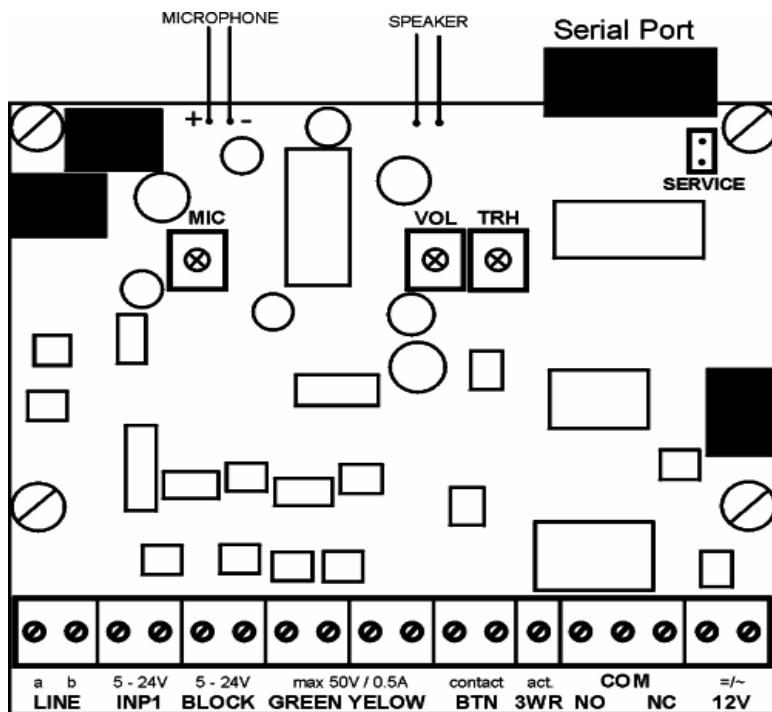 MICROPHONE
SPEAKER
Serial Port
+ -
SERVICE
MIC
VOL
TRH
a b
5 - 24V
5 - 24V
max 50V / 0.5A
contact
act.
COM
=/~
LINE
INP1
BLOCK
GREEN
YELOW
BTN
3WR
NO
NC
12V